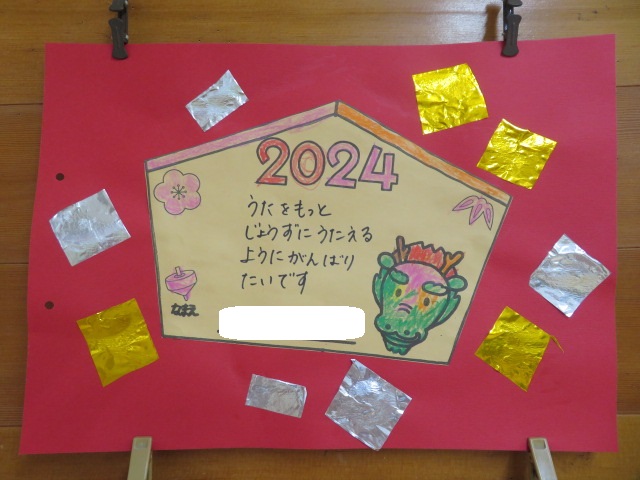 2024
うたをもっと
じょうずにうたえる
ようにがんばり
たいです
なまえ